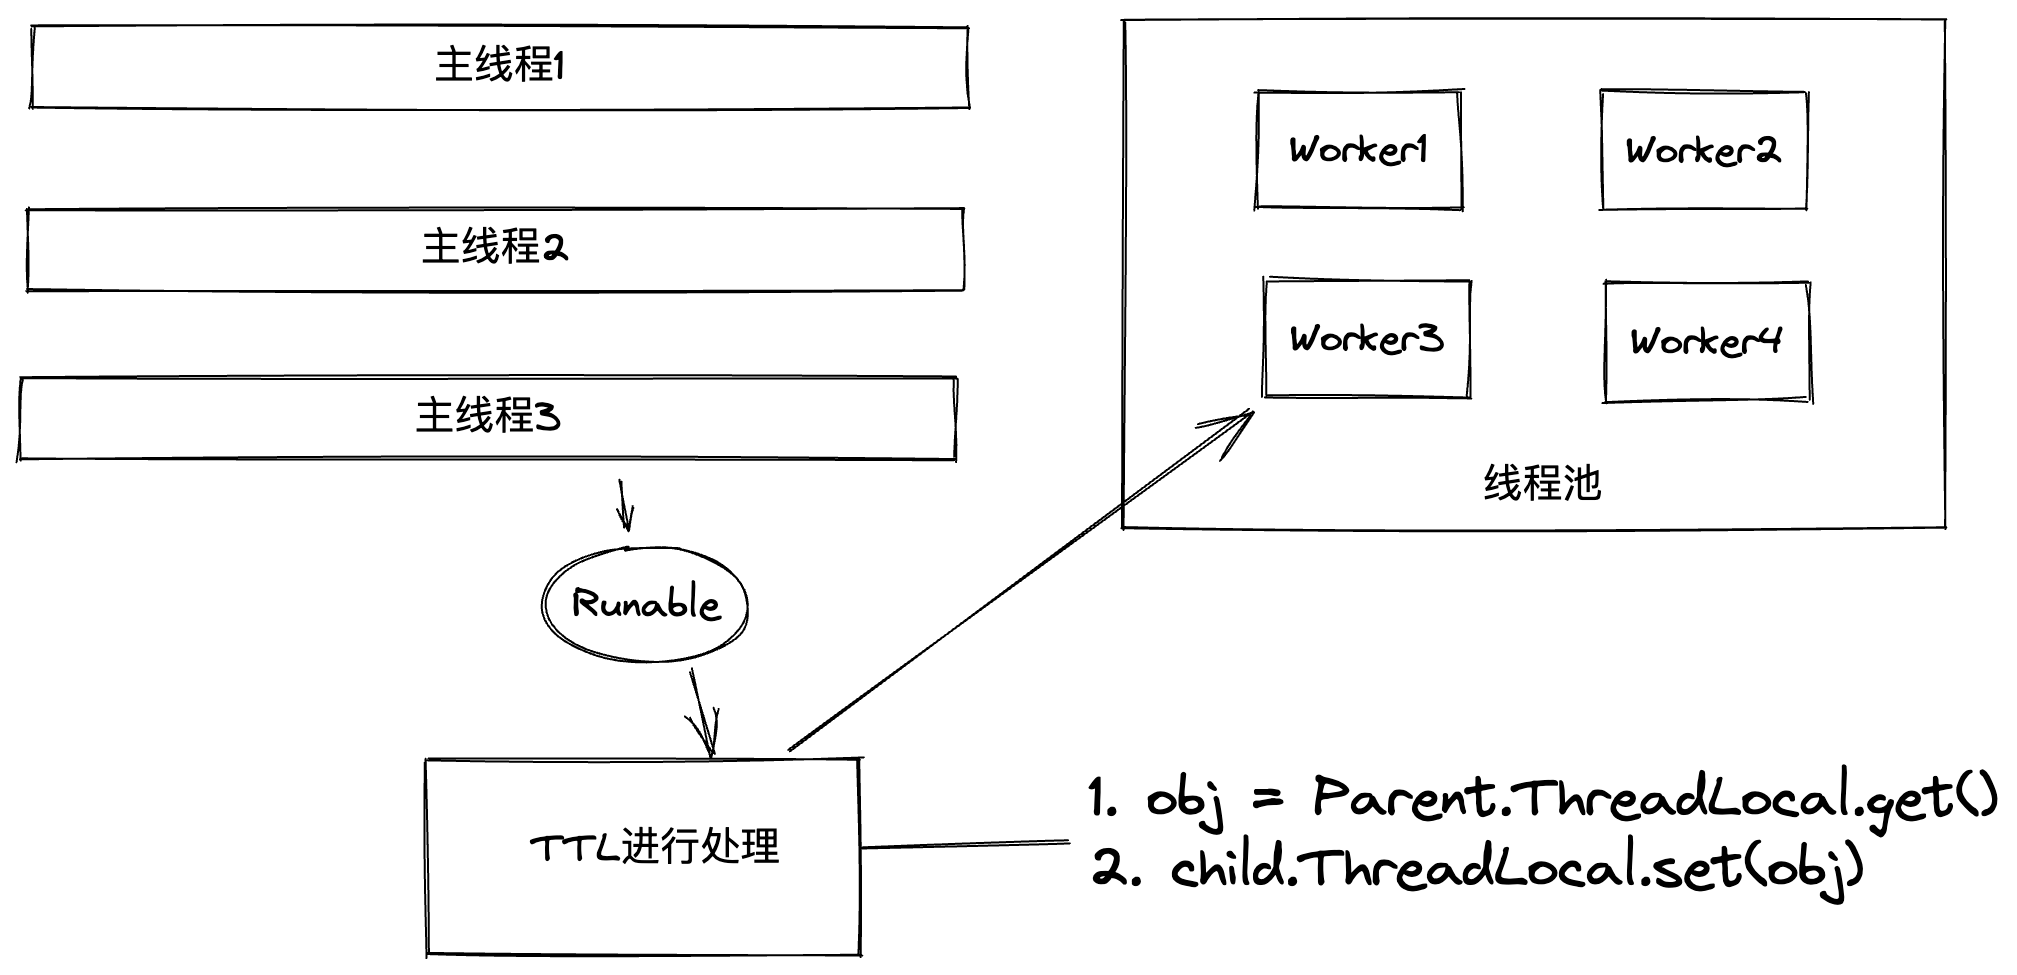 主线程1
主线程2
主线程3
Worker1
Worker2
Worker3
Worker4
线程池
Runable
TTL进行处理
1. obj = Parent.ThreadLocal.get()
2. child.ThreadLocal.set(obj)